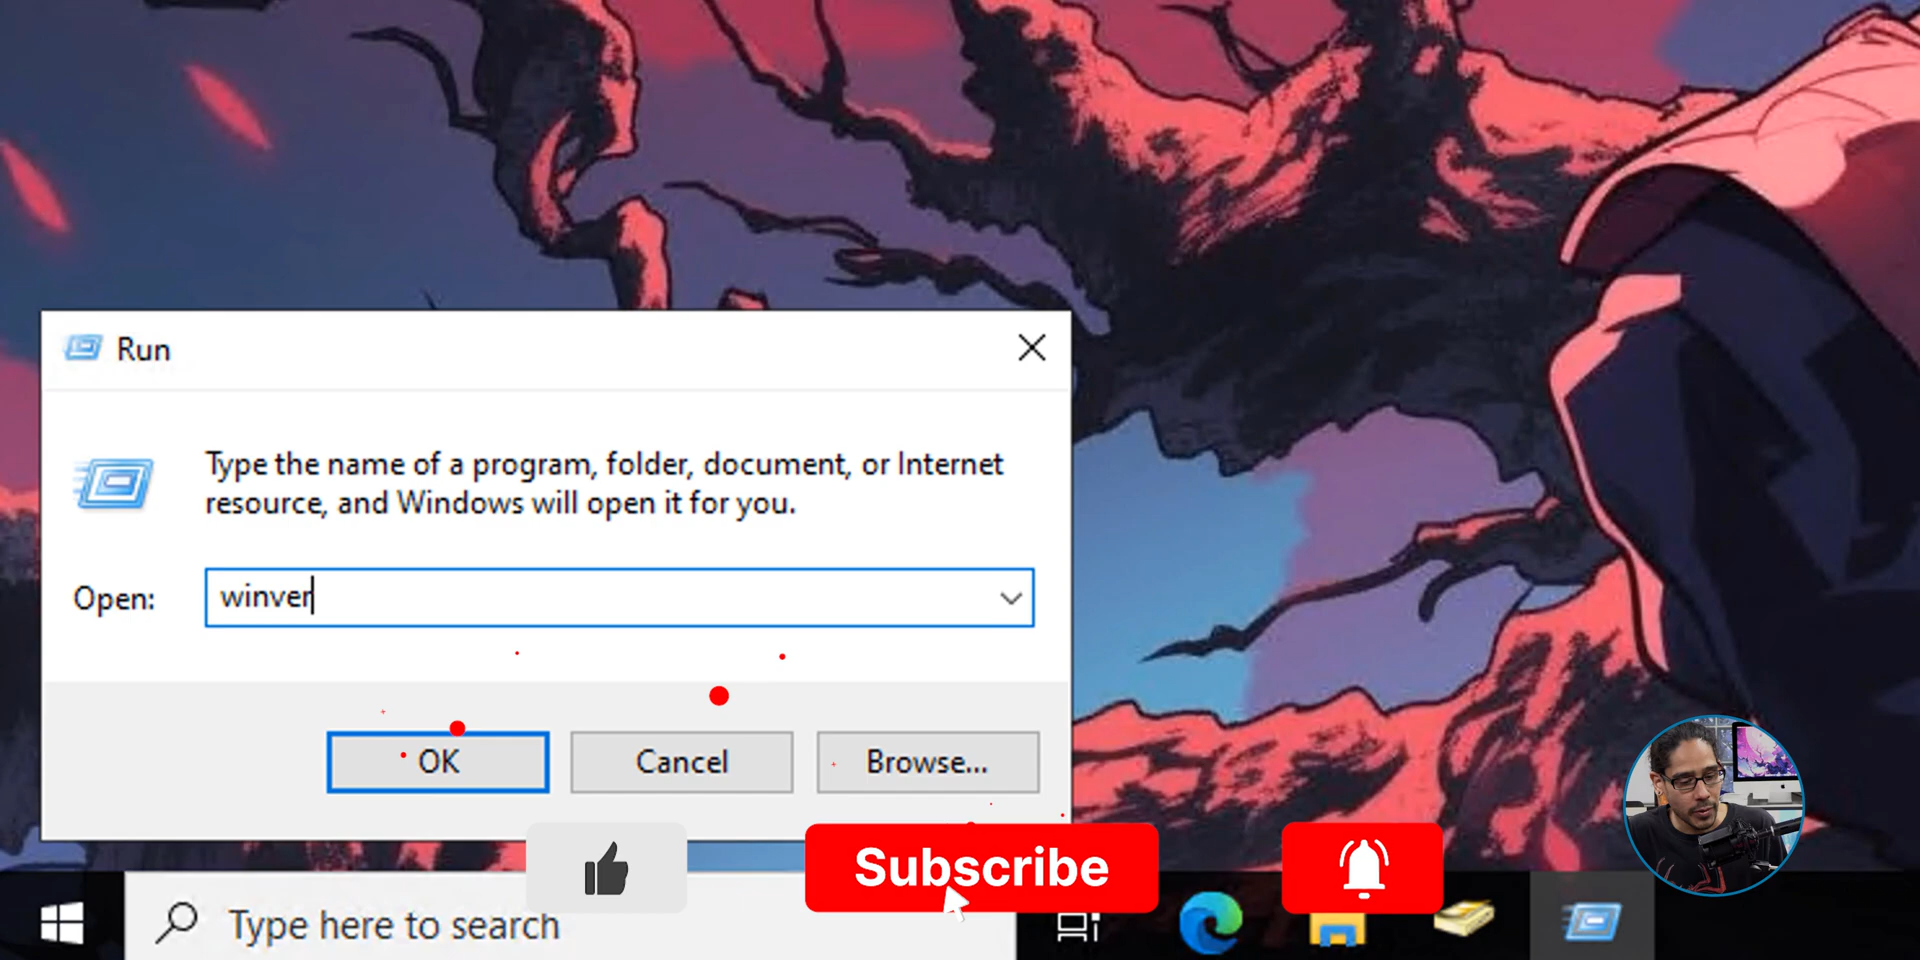 Run
Type the name of a program, folder, document, or Internet
resource, and Windows will open it for you.
Open:
winver
OK
Cancel
Browse...
Subscribe
Type here to search